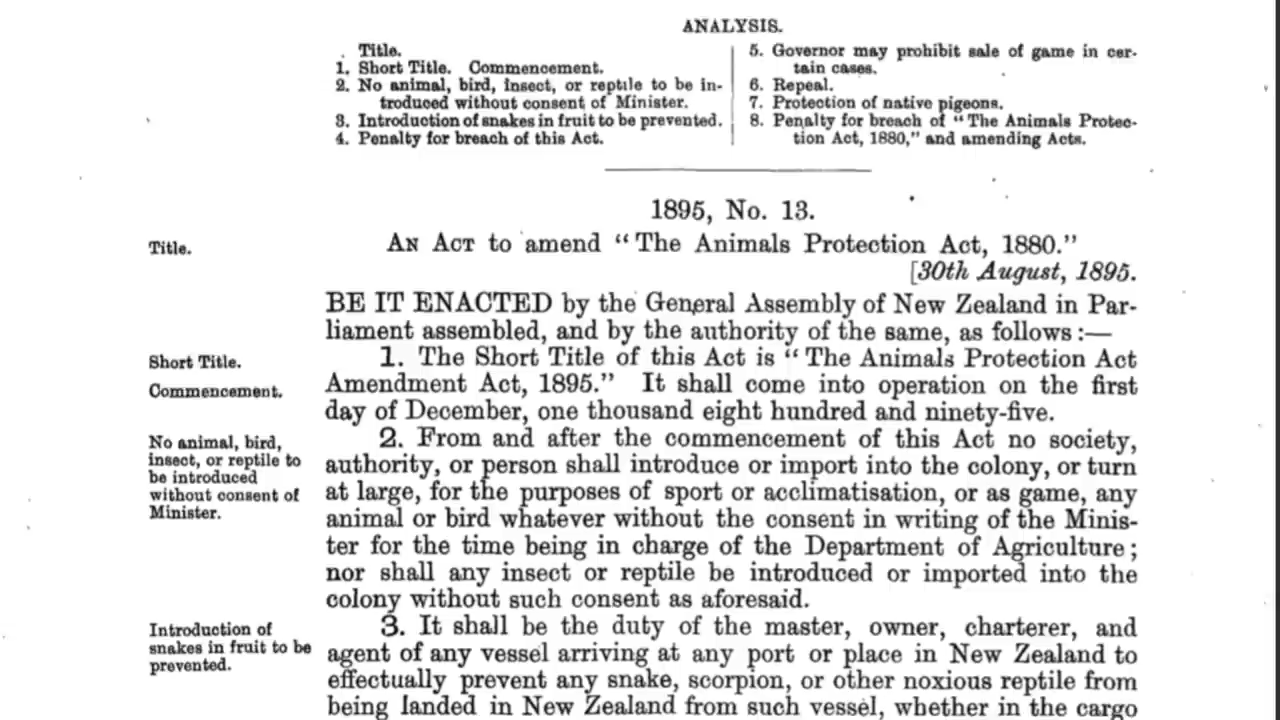 ANALYSIS.
Title.
1. Short Title. Commencement.
2. No animal, bird, insect, or reptile to be in-
troduced without consent of Minister.
3. Introduction of snakes in fruit to be prevented.
4. Penalty for breach of this Act.
5. Governor may prohibit sale of game in cer-
tain cases.
6. Repeal.
7. Protection of native pigeons.
8. Penalty for breach of "The Animals Protec-
tion Act, 1880," and amending Acts.
1895, No. 13.
Title.
AN ACT to amend "The Animals Protection Act, 1880."
[30th August, 1895.
BE IT ENACTED by the General Assembly of New Zealand in Par-
liament assembled, and by the authority of the same, as follows:—
Short Title.
1. The Short Title of this Act is "The Animals Protection Act
Commencement.
Amendment Act, 1895." It shall come into operation on the first
day of December, one thousand eight hundred and ninety-five.
No animal, bird,
insect, or reptile to
be introduced
without consent of
Minister.
2. From and after the commencement of this Act no society,
authority, or person shall introduce or import into the colony, or turn
at large, for the purposes of sport or acclimatisation, or as game, any
animal or bird whatever without the consent in writing of the Minis-
ter for the time being in charge of the Department of Agriculture;
nor shall any insect or reptile be introduced or imported into the
colony without such consent as aforesaid.
Introduction of
snakes in fruit to be
prevented.
3. It shall be the duty of the master, owner, charterer, and
agent of any vessel arriving at any port or place in New Zealand to
effectually prevent any snake, scorpion, or other noxious reptile from
being landed in New Zealand from such vessel, whether in the cargo